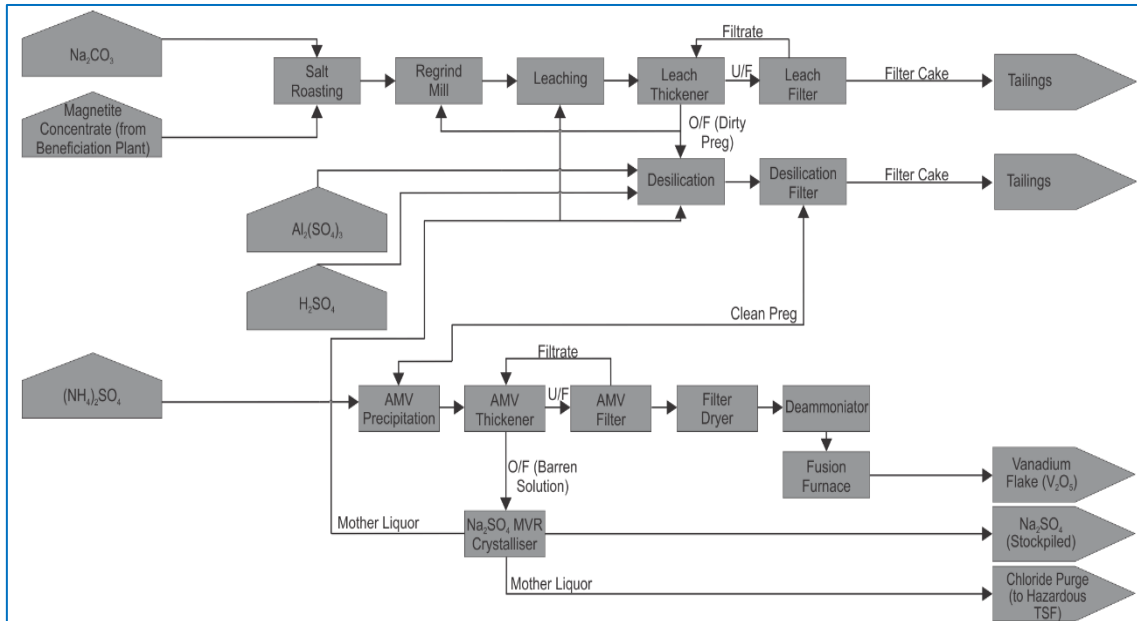 Na₂CO₃
Magnetite
Concentrate (from
Beneficiation Plant)
Salt
Roasting
Regrind
Mill
Leaching
Leach
Thickener
Filtrate
U/F
Leach
Filter
Filter Cake
Tailings
O/F (Dirty
Preg)
Desilication
Desilication
Filter
Filter Cake
Tailings
Al₂(SO₄)₃
H₂SO₄
Clean Preg
(NH₄)₂SO₄
AMV
Precipitation
AMV
Thickener
Filtrate
U/F
AMV
Filter
Filter
Dryer
Deammoniator
Fusion
Furnace
Vanadium
Flake (V₂O₅)
O/F (Barren
Solution)
Mother Liquor
Na₂SO₄ MVR
Crystalliser
Na₂SO₄
(Stockpiled)
Mother Liquor
Chloride Purge
(to Hazardous
TSF)